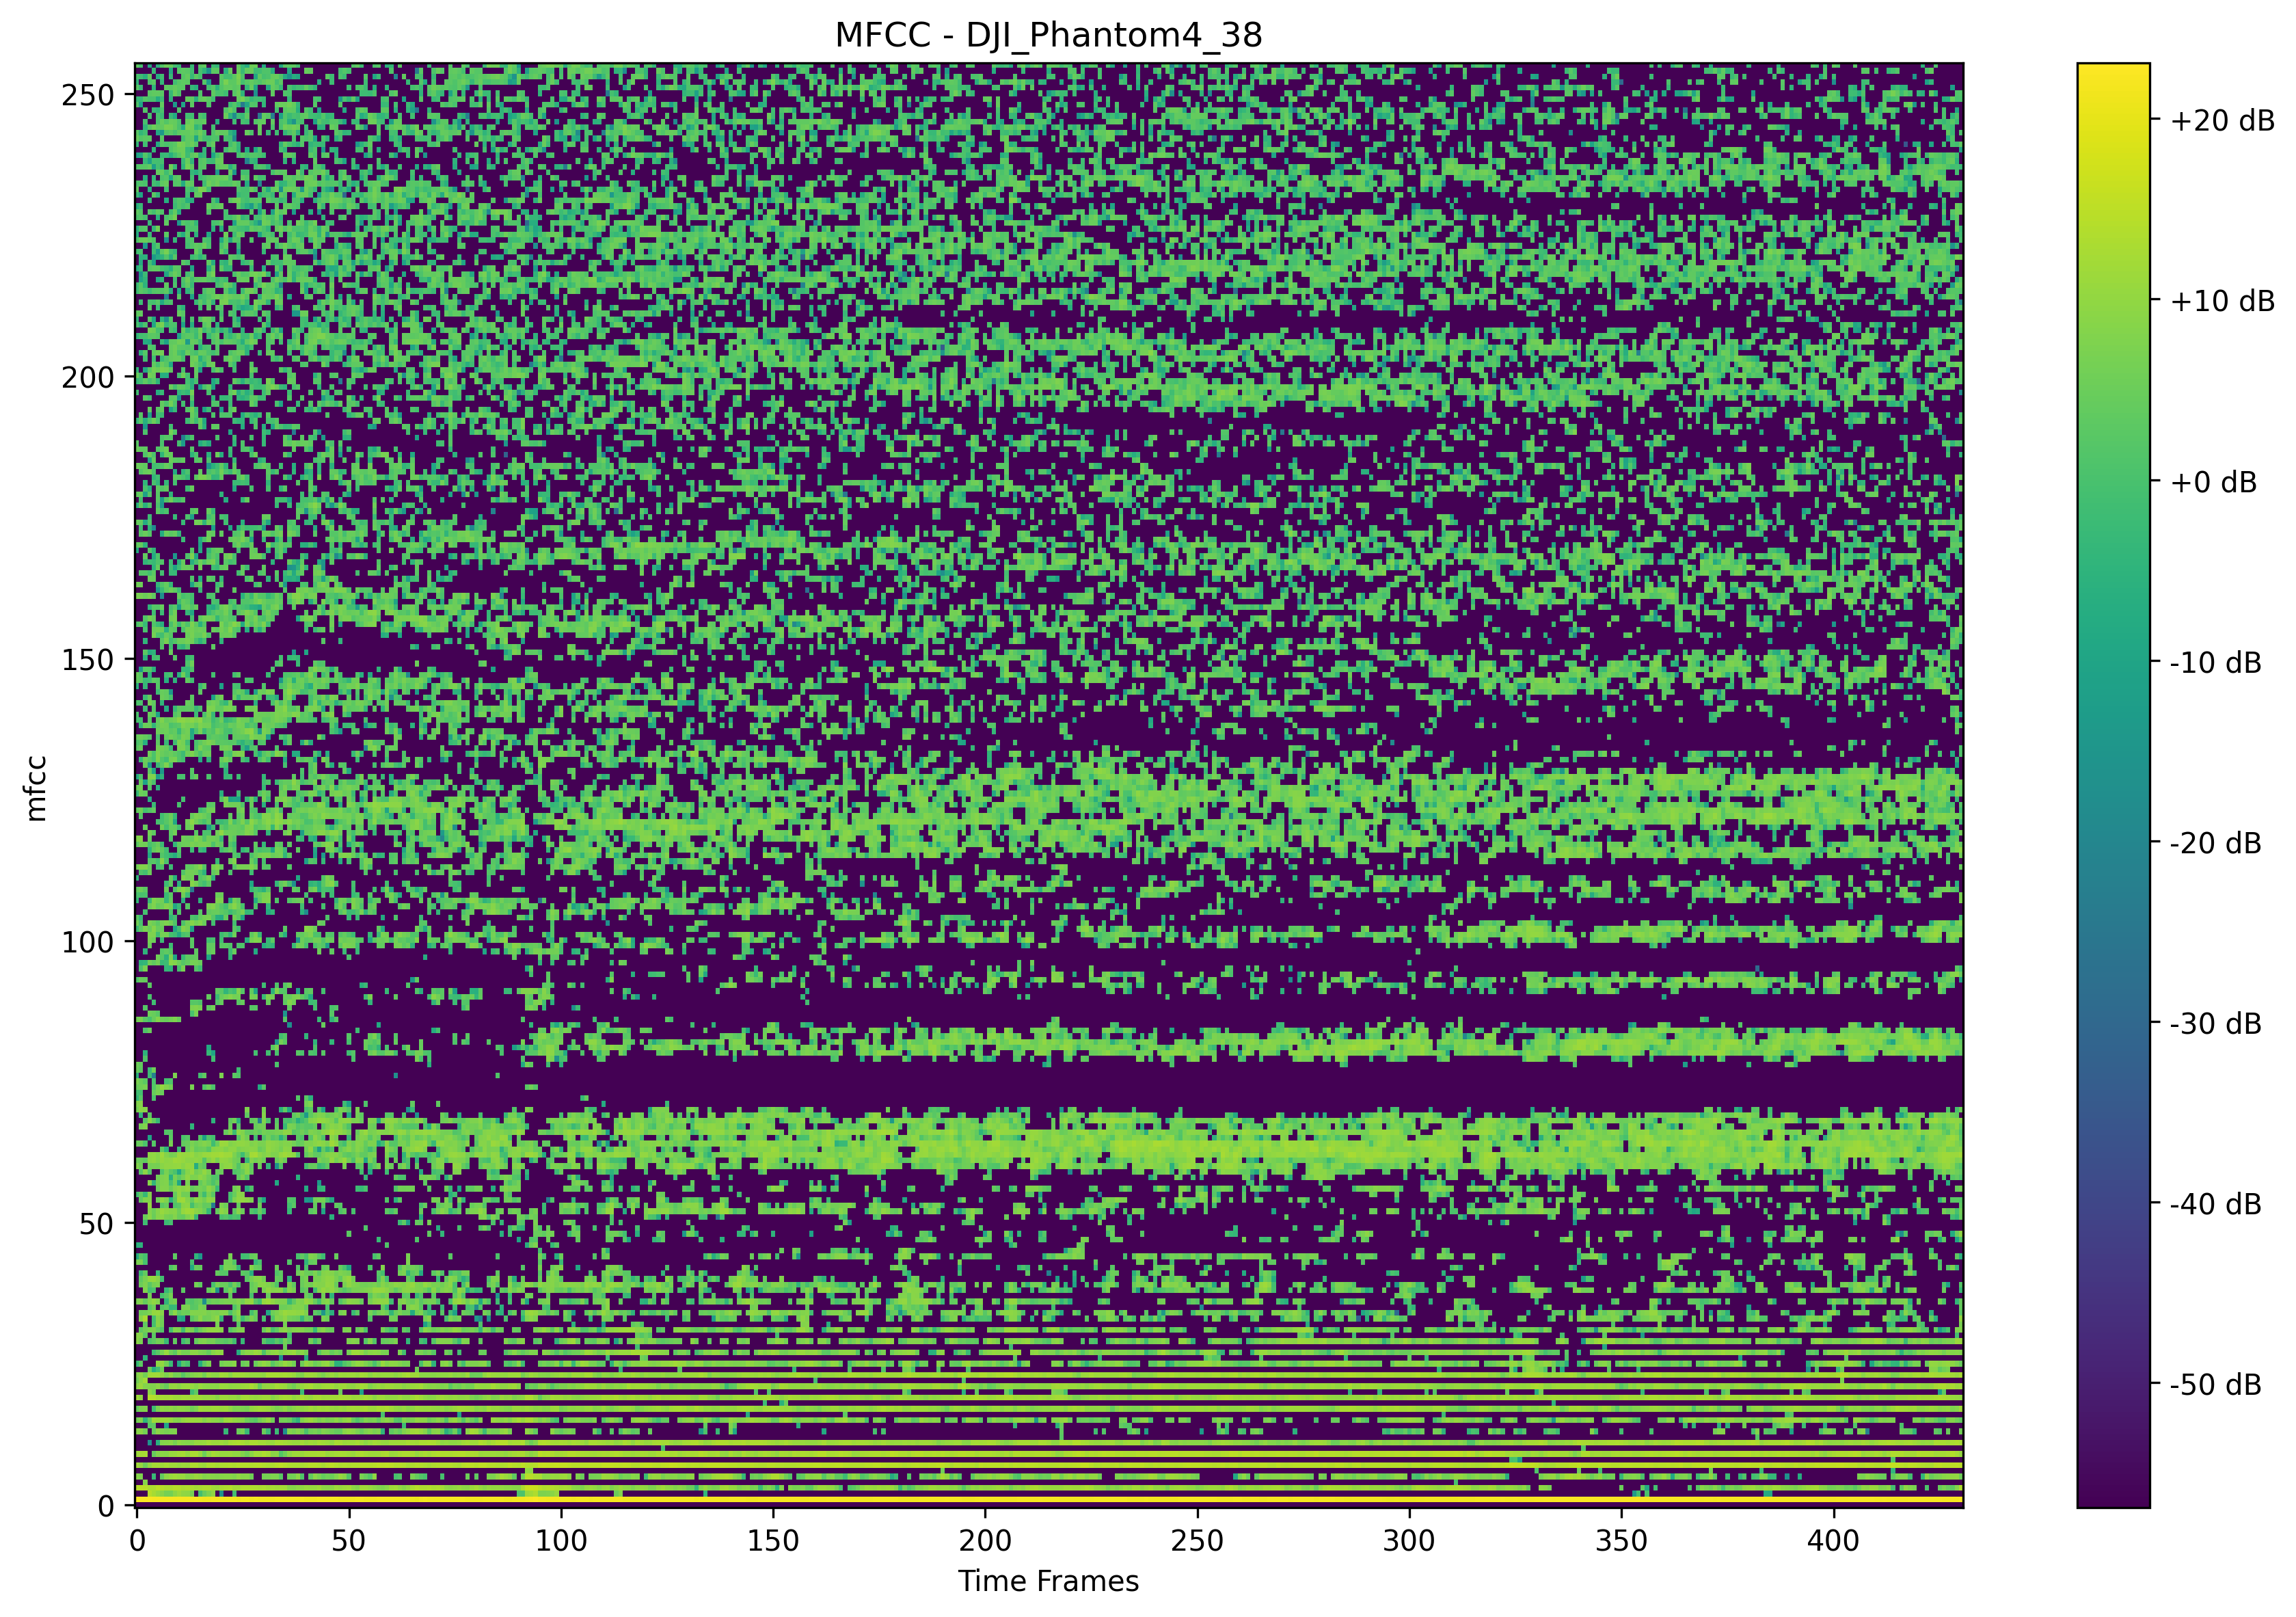 MFCC - DJI_Phantom4_38
250
200
150
100
50
0
mfcc
0 50 100 150 200 250 300 350 400
Time Frames
+20 dB
+10 dB
+0 dB
-10 dB
-20 dB
-30 dB
-40 dB
-50 dB